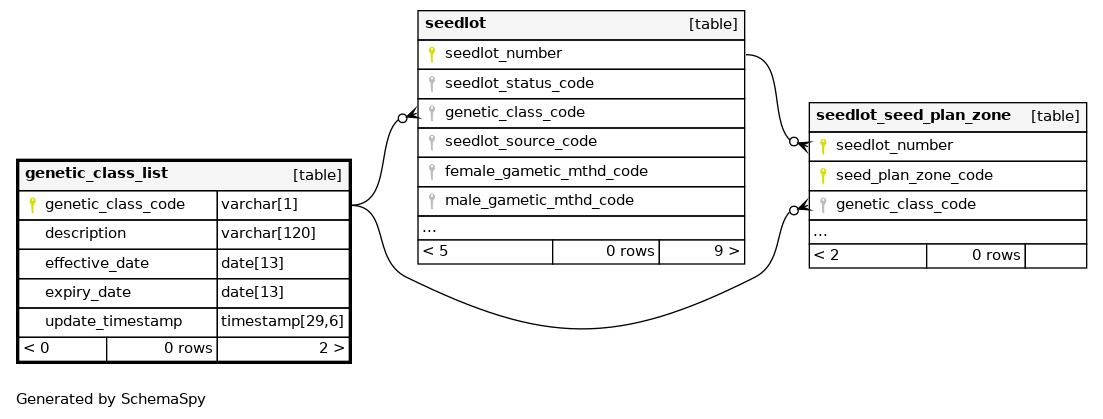 seedlot [table]
seedlot_number
seedlot_status_code
genetic_class_code
seedlot_source_code
female_gametic_mthd_code
male_gametic_mthd_code
...
< 5 0 rows 9 >
seedlot_seed_plan_zone [table]
seedlot_number
seed_plan_zone_code
genetic_class_code
...
< 2 0 rows
genetic_class_list [table]
genetic_class_code varchar[1]
description varchar[120]
effective_date date[13]
expiry_date date[13]
update_timestamp timestamp[29,6]
< 0 0 rows 2 >
Generated by SchemaSpy